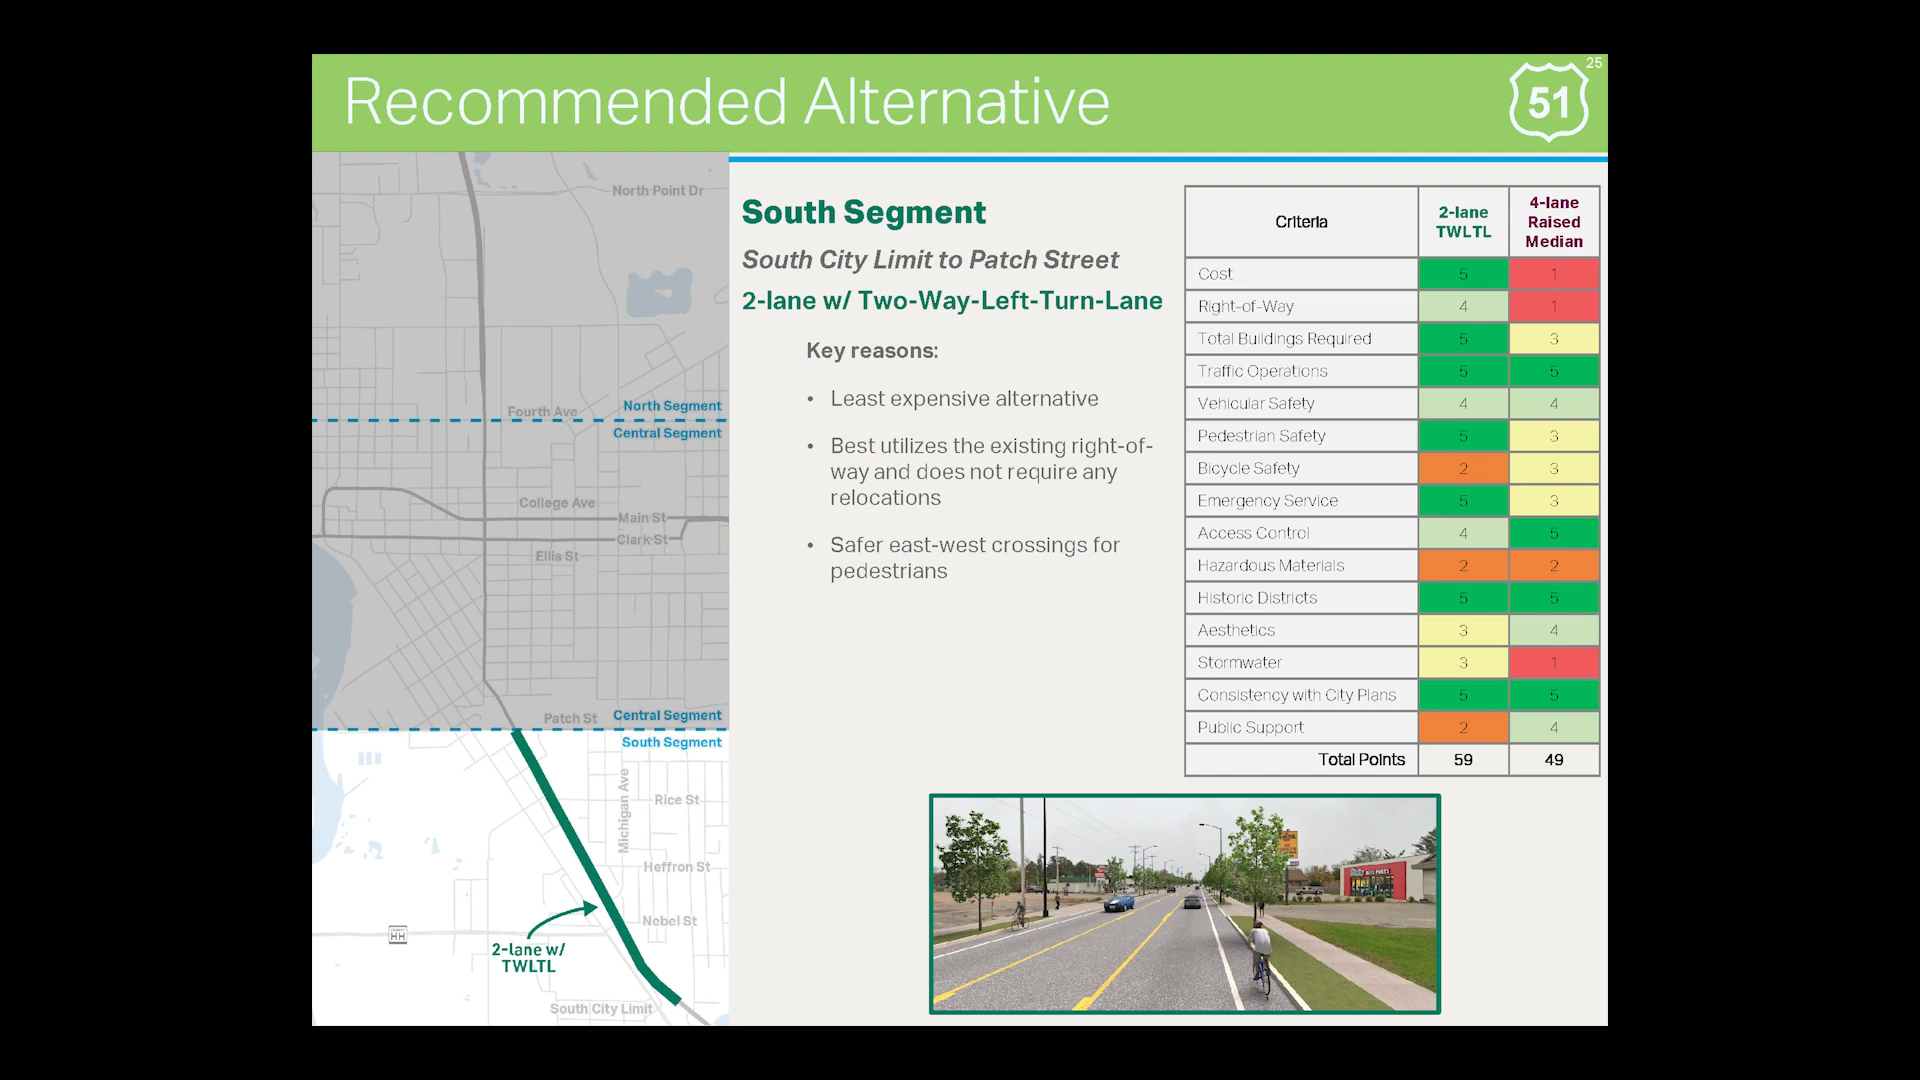 Recommended Alternative
51
25
North Point Dr
Fourth Ave
North Segment
Central Segment
College Ave
Main St
Clark St
Ellis St
Patch St
Central Segment
South Segment
Michigan Ave
Rice St
Heffron St
Nebel St
HH
2-lane w/
TWLTL
South City Limit
South Segment
South City Limit to Patch Street
2-lane w/ Two-Way-Left-Turn-Lane
Key reasons:
• Least expensive alternative
• Best utilizes the existing right-of-
way and does not require any
relocations
• Safer east-west crossings for
pedestrians
Criteria 2-lane TWLTL 4-lane Raised Median
Cost 5 1
Right-of-Way 4 1
Total Buildings Required 5 3
Traffic Operations 5 5
Vehicular Safety 4 4
Pedestrian Safety 5 3
Bicycle Safety 2 3
Emergency Service 5 3
Access Control 4 5
Hazardous Materials 2 2
Historic Districts 5 5
Aesthetics 3 4
Stormwater 3 1
Consistency with City Plans 5 5
Public Support 2 4
Total Points 59 49